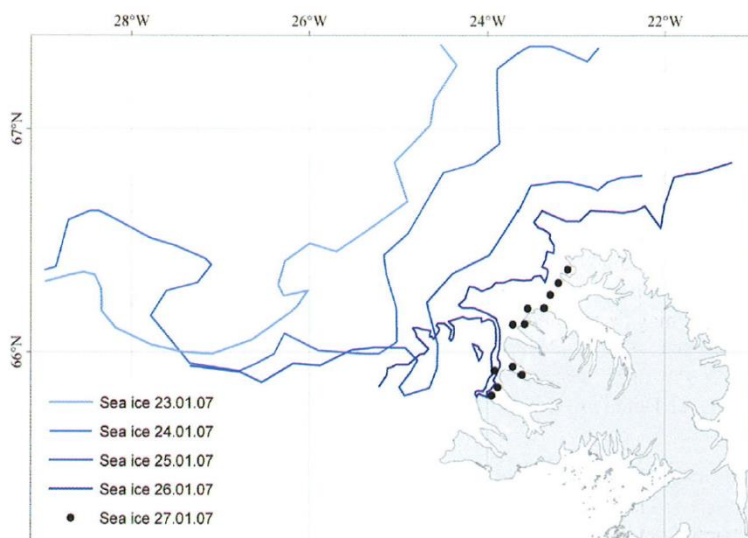 28°W 26°W 24°W 22°W
67°N
66°N
Sea ice 23.01.07
Sea ice 24.01.07
Sea ice 25.01.07
Sea ice 26.01.07
Sea ice 27.01.07